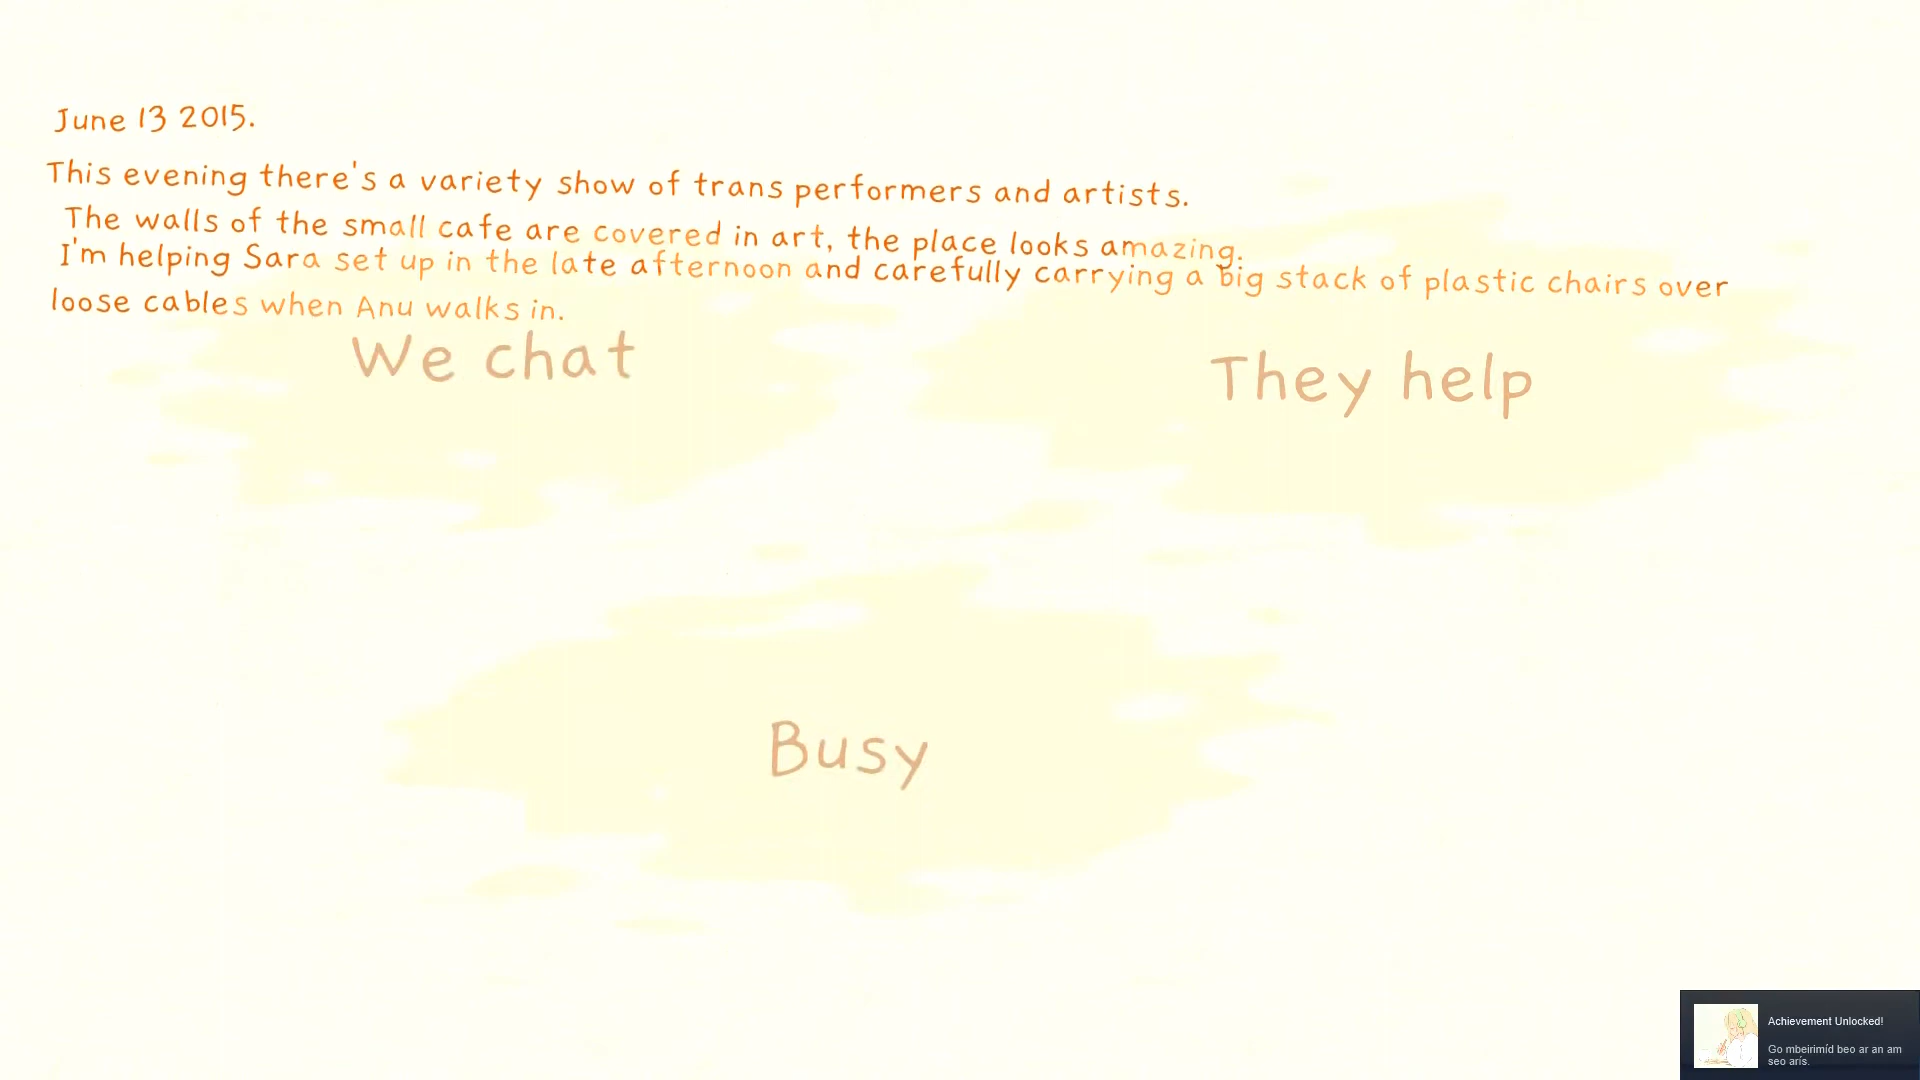 June 13 2015.
This evening there's a variety show of trans performers and artists.
The walls of the small cafe are covered in art, the place looks amazing.
I'm helping Sara set up in the late afternoon and carefully carrying a big stack of plastic chairs over
loose cables when Anu walks in.
We chat
They help
Busy
Achievement Unlocked!
Go mbeirimíd beo ar an am
seo arís.